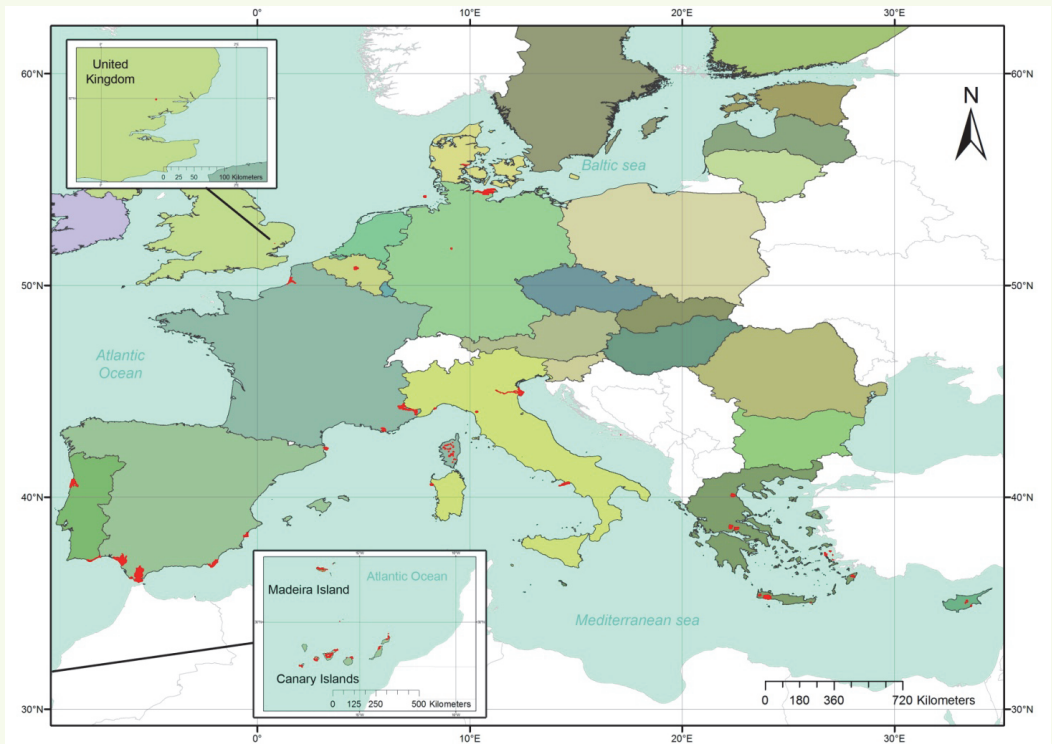 0°
10°E
20°E
30°E
60°N
60°N
United
Kingdom
0 25 50 100 Kilometers
N
Baltic sea
50°N
50°N
Atlantic
Ocean
40°N
40°N
Madeira Island
Atlantic Ocean
Canary Islands
0 125 250 500 Kilometers
Mediterranean sea
0 180 360 720 Kilometers
30°N
30°N
0°
10°E
20°E
30°E